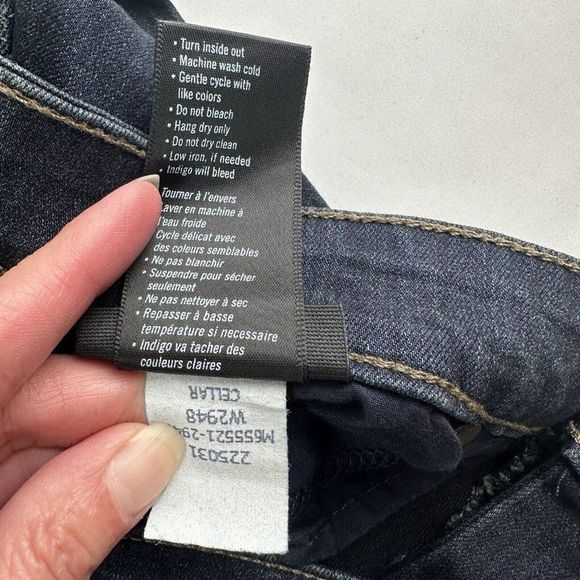 • Turn inside out
• Machine wash cold
• Gentle cycle with
like colors
• Do not bleach
• Hang dry only
• Do not dry clean
• Low iron, if needed
• Indigo will bleed
Tourner à l'envers
Laver en machine à
l'eau froide
Cycle délicat avec
des couleurs semblables
• Ne pas blanchir
• Suspendre pour sécher
seulement
• Ne pas nettoyer à sec
• Repasser à basse
température si necessaire
• Indigo va tacher des
couleurs claires
225031
M655521-294
W2948
CELLAR